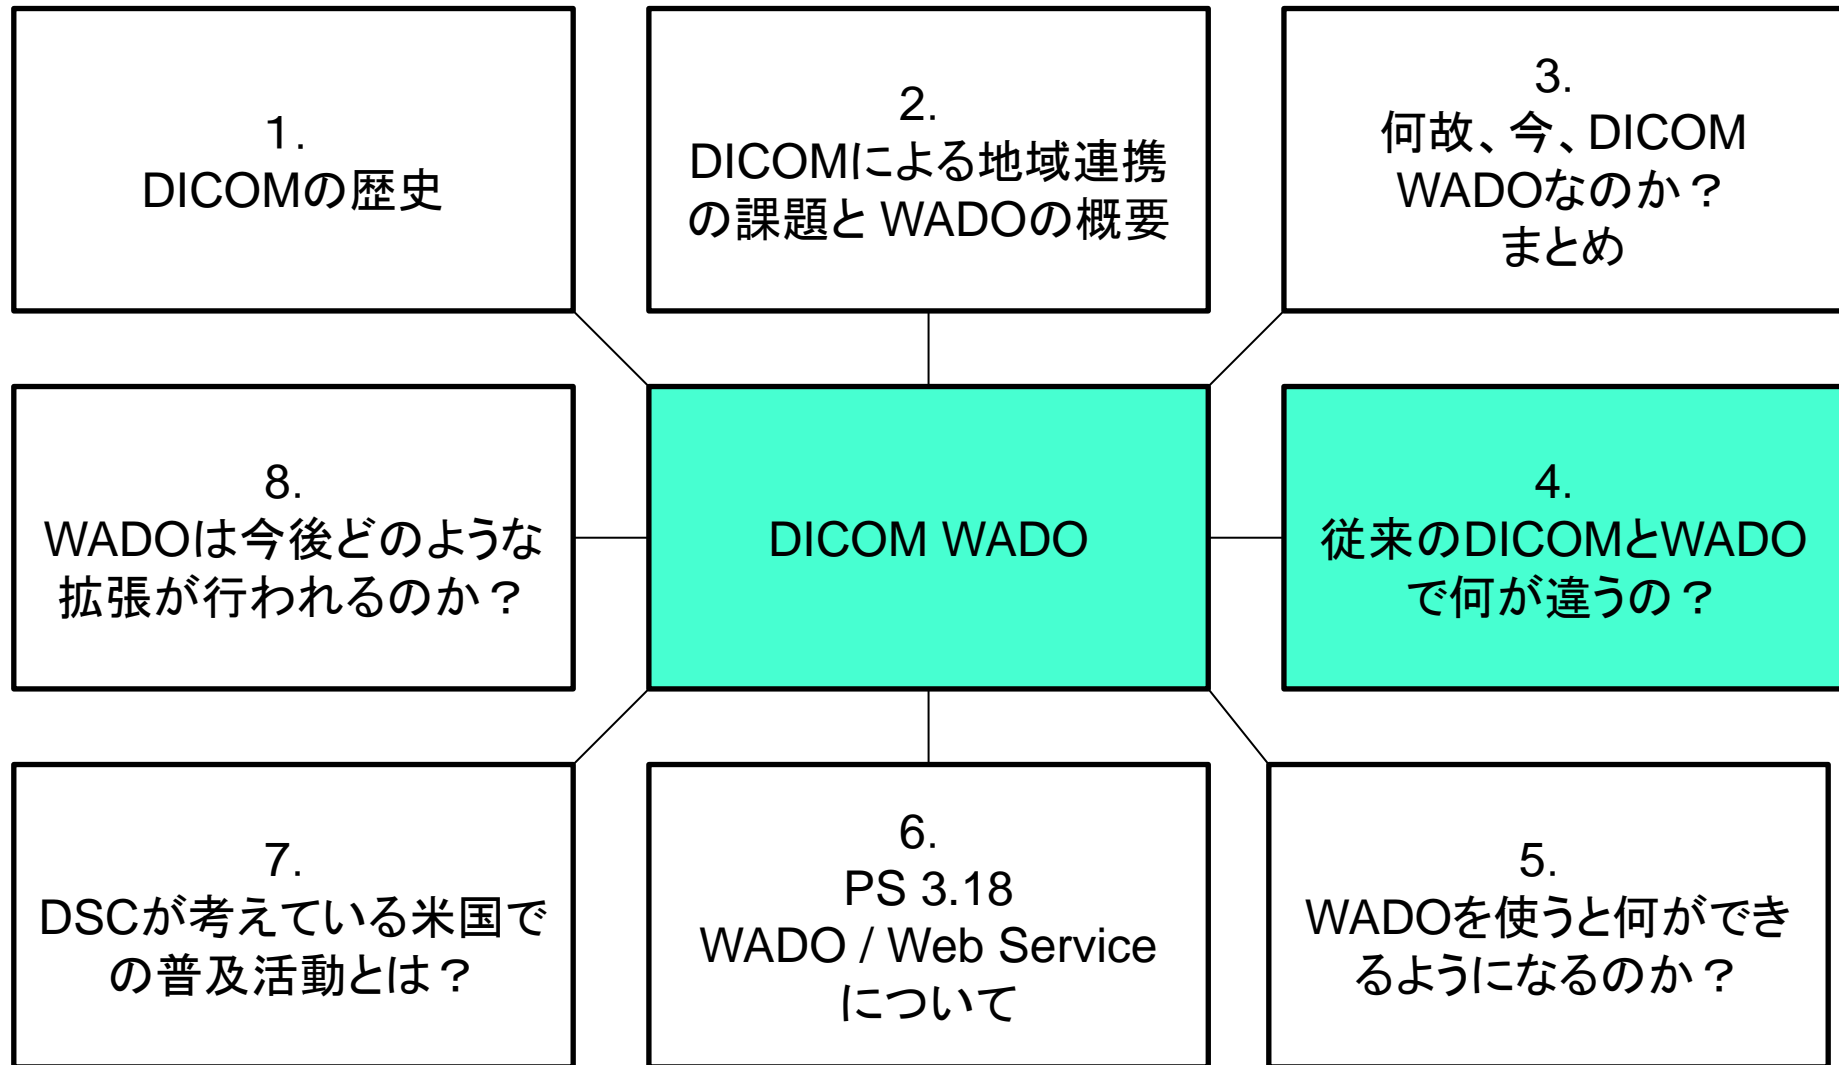 1.
DICOMの歴史
2.
DICOMによる地域連携
の課題と WADOの概要
3.
何故、今、DICOM
WADOなのか？
まとめ
8.
WADOは今後どのような
拡張が行われるのか？
DICOM WADO
4.
従来のDICOMとWADO
で何が違うの？
7.
DSCが考えている米国で
の普及活動とは？
6.
PS 3.18
WADO / Web Service
について
5.
WADOを使うと何ができ
るようになるのか？